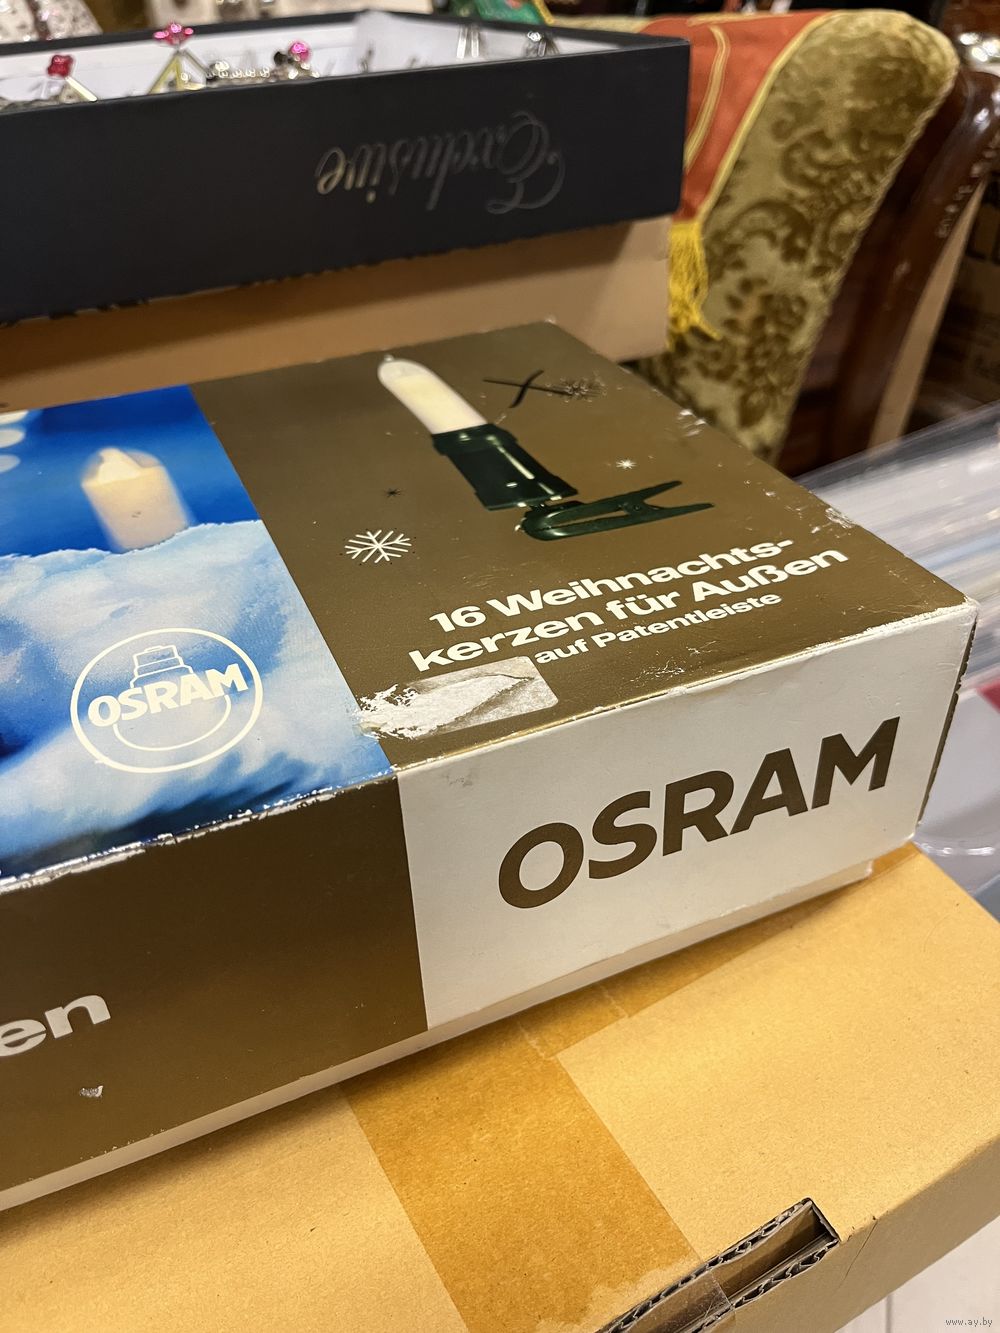 Exclusive
16 Weihnachts-
kerzen für Außen
auf Patentleiste
OSRAM
OSRAM
en
www.ay.by